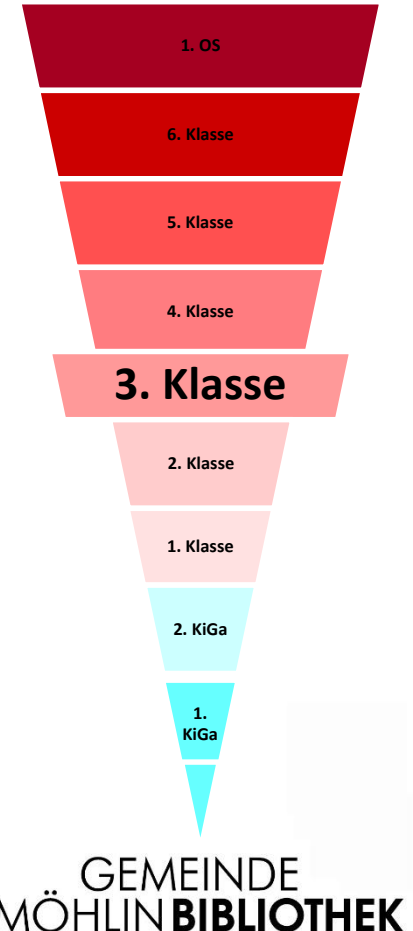 1. OS
6. Klasse
5. Klasse
4. Klasse
3. Klasse
2. Klasse
1. Klasse
2. KiGa
1.
KiGa
GEMEINDE
MÖHLIN BIBLIOTHEK